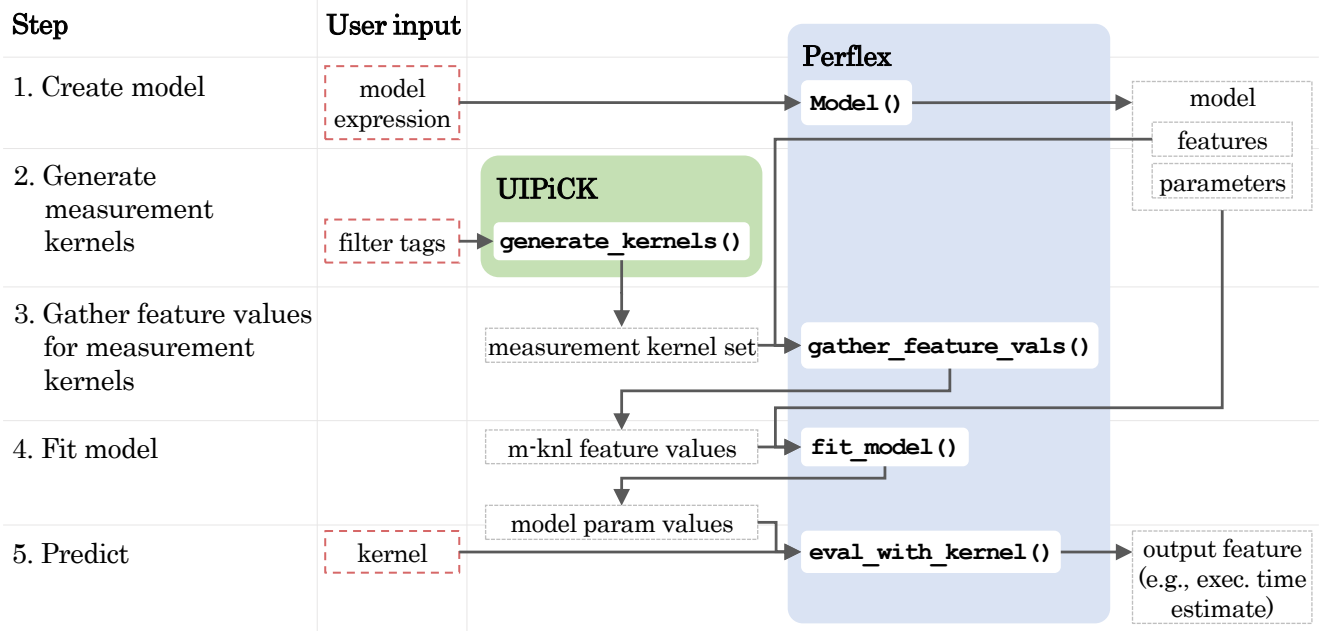 Step
User input
Perflex
1. Create model
model
expression
Model()
model
features
parameters
2. Generate
measurement
kernels
UIPiCK
filter tags
generate_kernels()
3. Gather feature values
for measurement
kernels
measurement kernel set
gather_feature_vals()
4. Fit model
m-knl feature values
fit_model()
model param values
5. Predict
kernel
eval_with_kernel()
output feature
(e.g., exec. time
estimate)